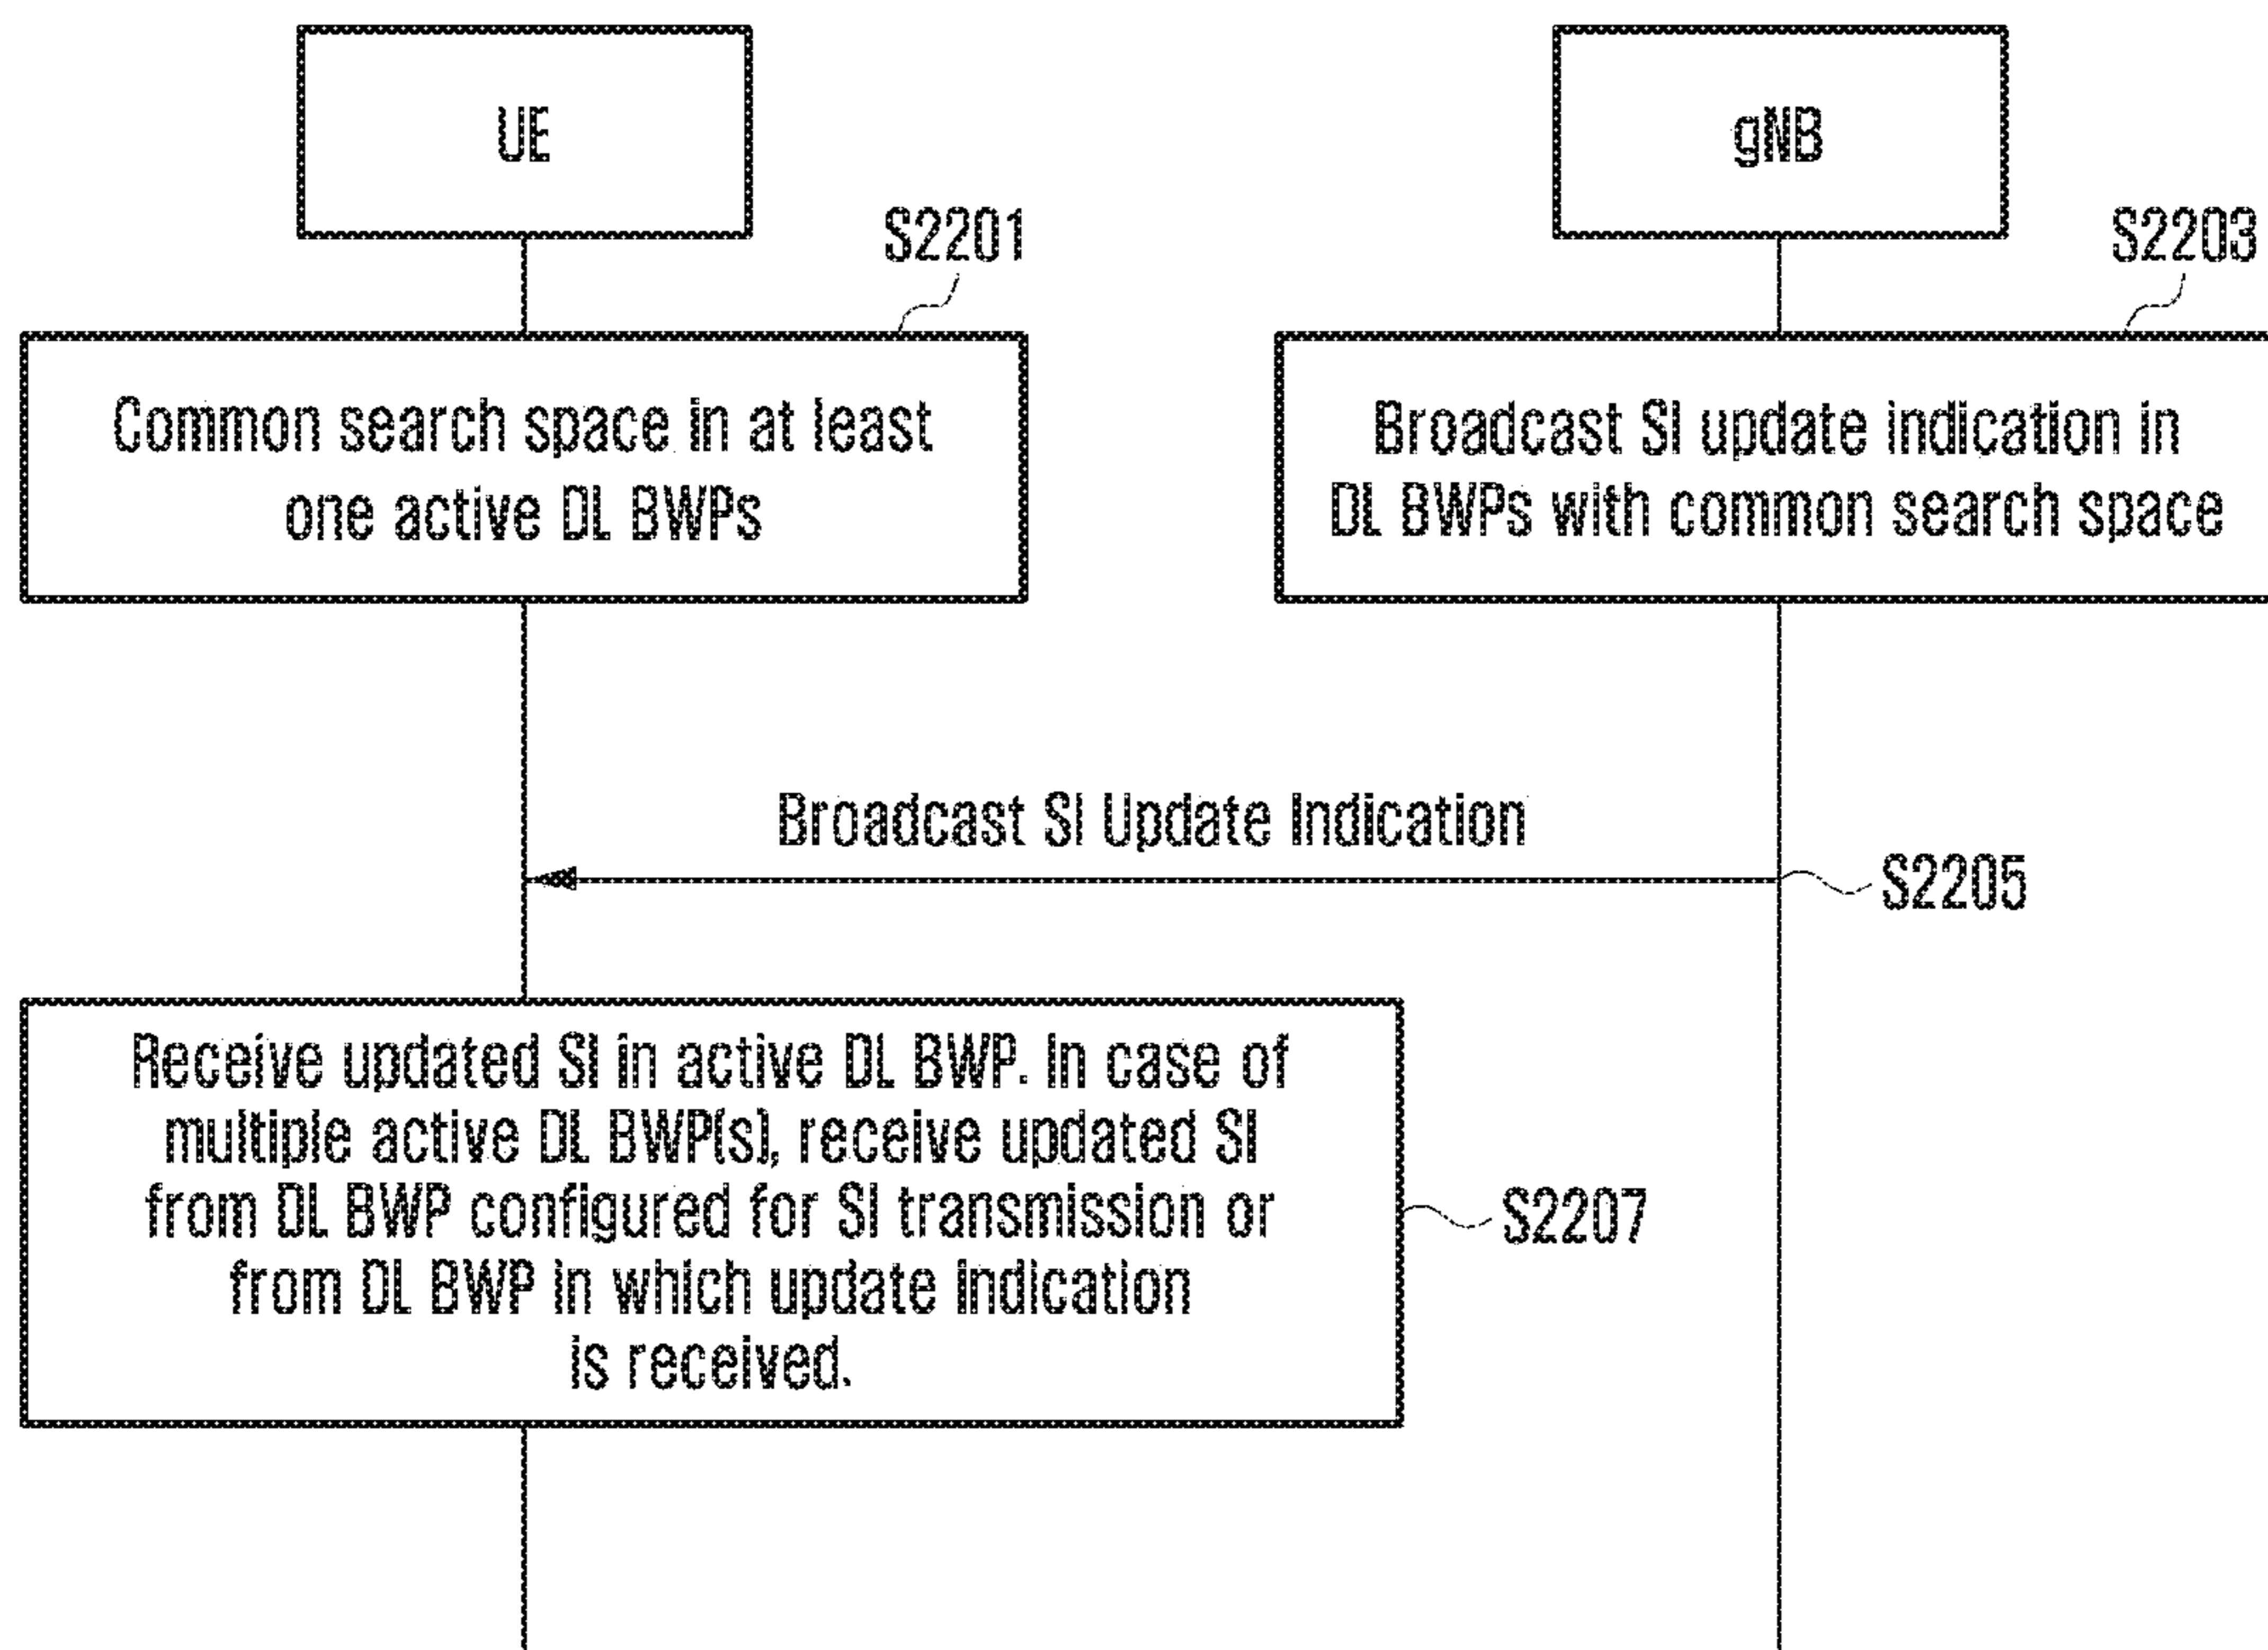 UE
gNB
S2201
S2203
Common search space in at least
one active DL BWPs
Broadcast SI update indication in
DL BWPs with common search space
Broadcast SI Update Indication
S2205
Receive updated SI in active DL BWP. In case of
multiple active DL BWP(s), receive updated SI
from DL BWP configured for SI transmission or
from DL BWP in which update indication
is received.
S2207